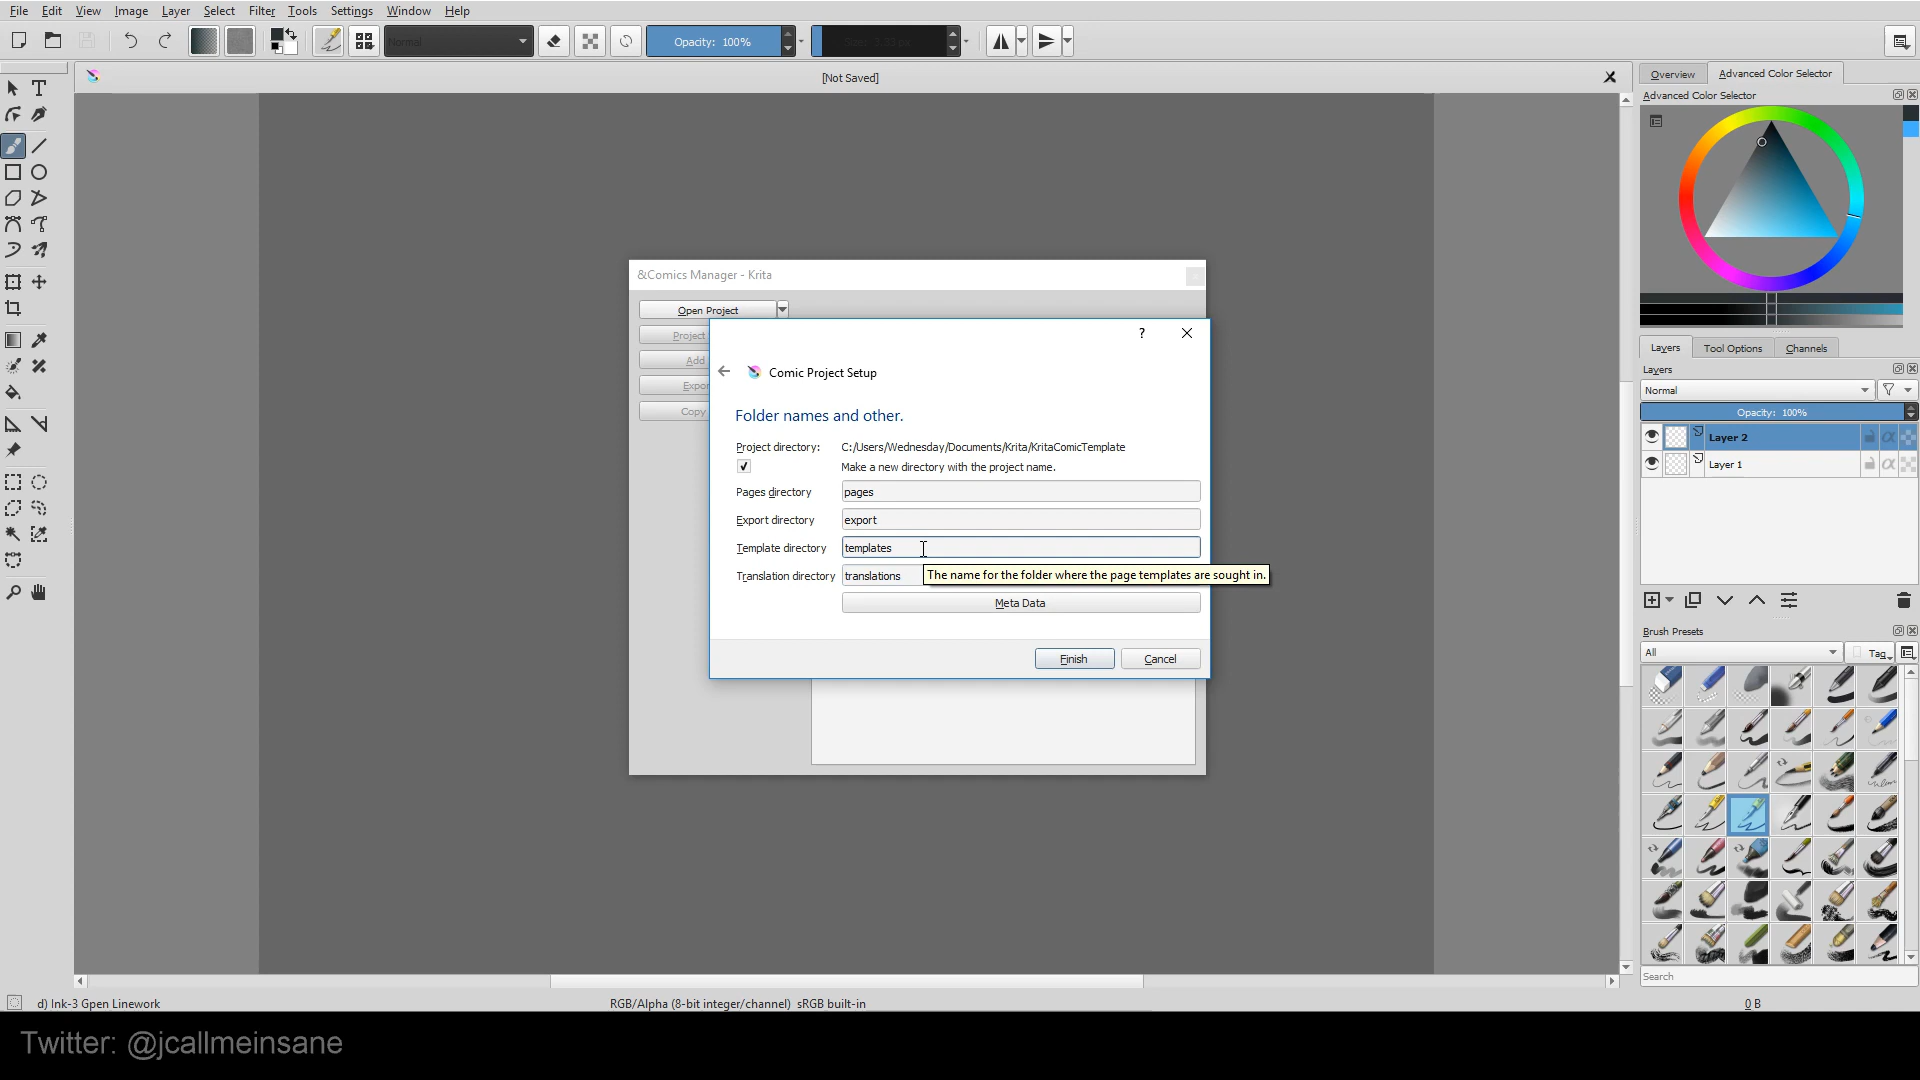 File Edit View Image Layer Select Filter Tools Settings Window Help
Normal
Opacity: 100%
[Not Saved]
Overview
Advanced Color Selector
Advanced Color Selector
&Comics Manager - Krita
Open Project
Project
Add
Expor
Copy
Comic Project Setup
Folder names and other.
Project directory: C:/Users/Wednesday/Documents/Krita/KritaComicTemplate
✓ Make a new directory with the project name.
Pages directory pages
Export directory export
Template directory templates
Translation directory translations
The name for the folder where the page templates are sought in.
Meta Data
Finish
Cancel
Layers Tool Options Channels
Layers
Normal
Opacity: 100%
Layer 2
Layer 1
Brush Presets
All
Tag
Search
d) Ink-3 Gpen Linework
RGB/Alpha (8-bit integer/channel) sRGB built-in
0 B
Twitter: @jcallmeinsane